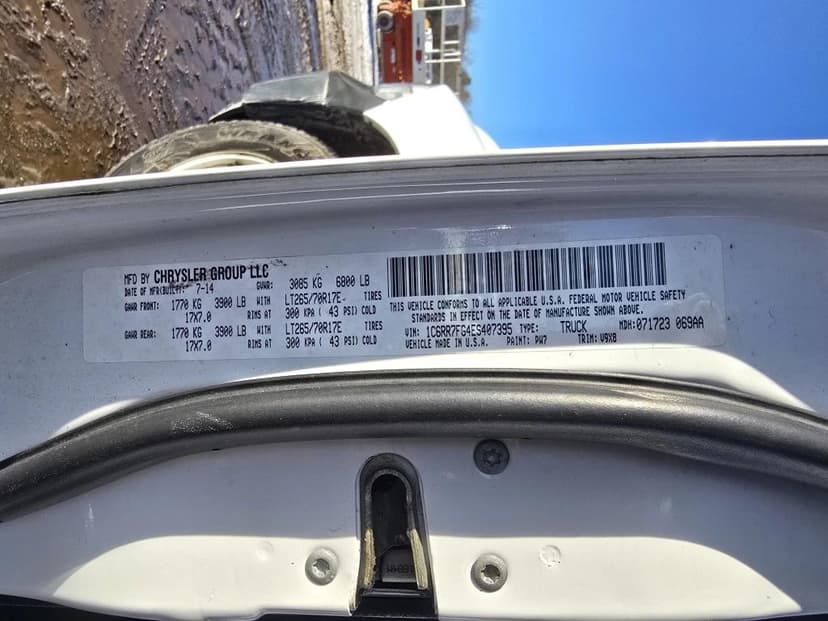 MFD BY CHRYSLER GROUP LLC
DATE OF MFR(BUILT): 7-14 GVWR: 3085 KG 6800 LB
GAWR FRONT: 1770 KG 3900 LB WITH LT265/70R17E TIRES
17X7.0 RIMS AT 300 KPA ( 43 PSI) COLD
GAWR REAR: 1770 KG 3900 LB WITH LT265/70R17E TIRES
17X7.0 RIMS AT 300 KPA ( 43 PSI) COLD
THIS VEHICLE CONFORMS TO ALL APPLICABLE U.S.A. FEDERAL MOTOR VEHICLE SAFETY
STANDARDS IN EFFECT ON THE DATE OF MANUFACTURE SHOWN ABOVE.
VIN: 1C6RR7FG4ES407395 TYPE: TRUCK MDH: 071723 069AA
VEHICLE MADE IN U.S.A. PAINT: PW7 TRIM: V9X8